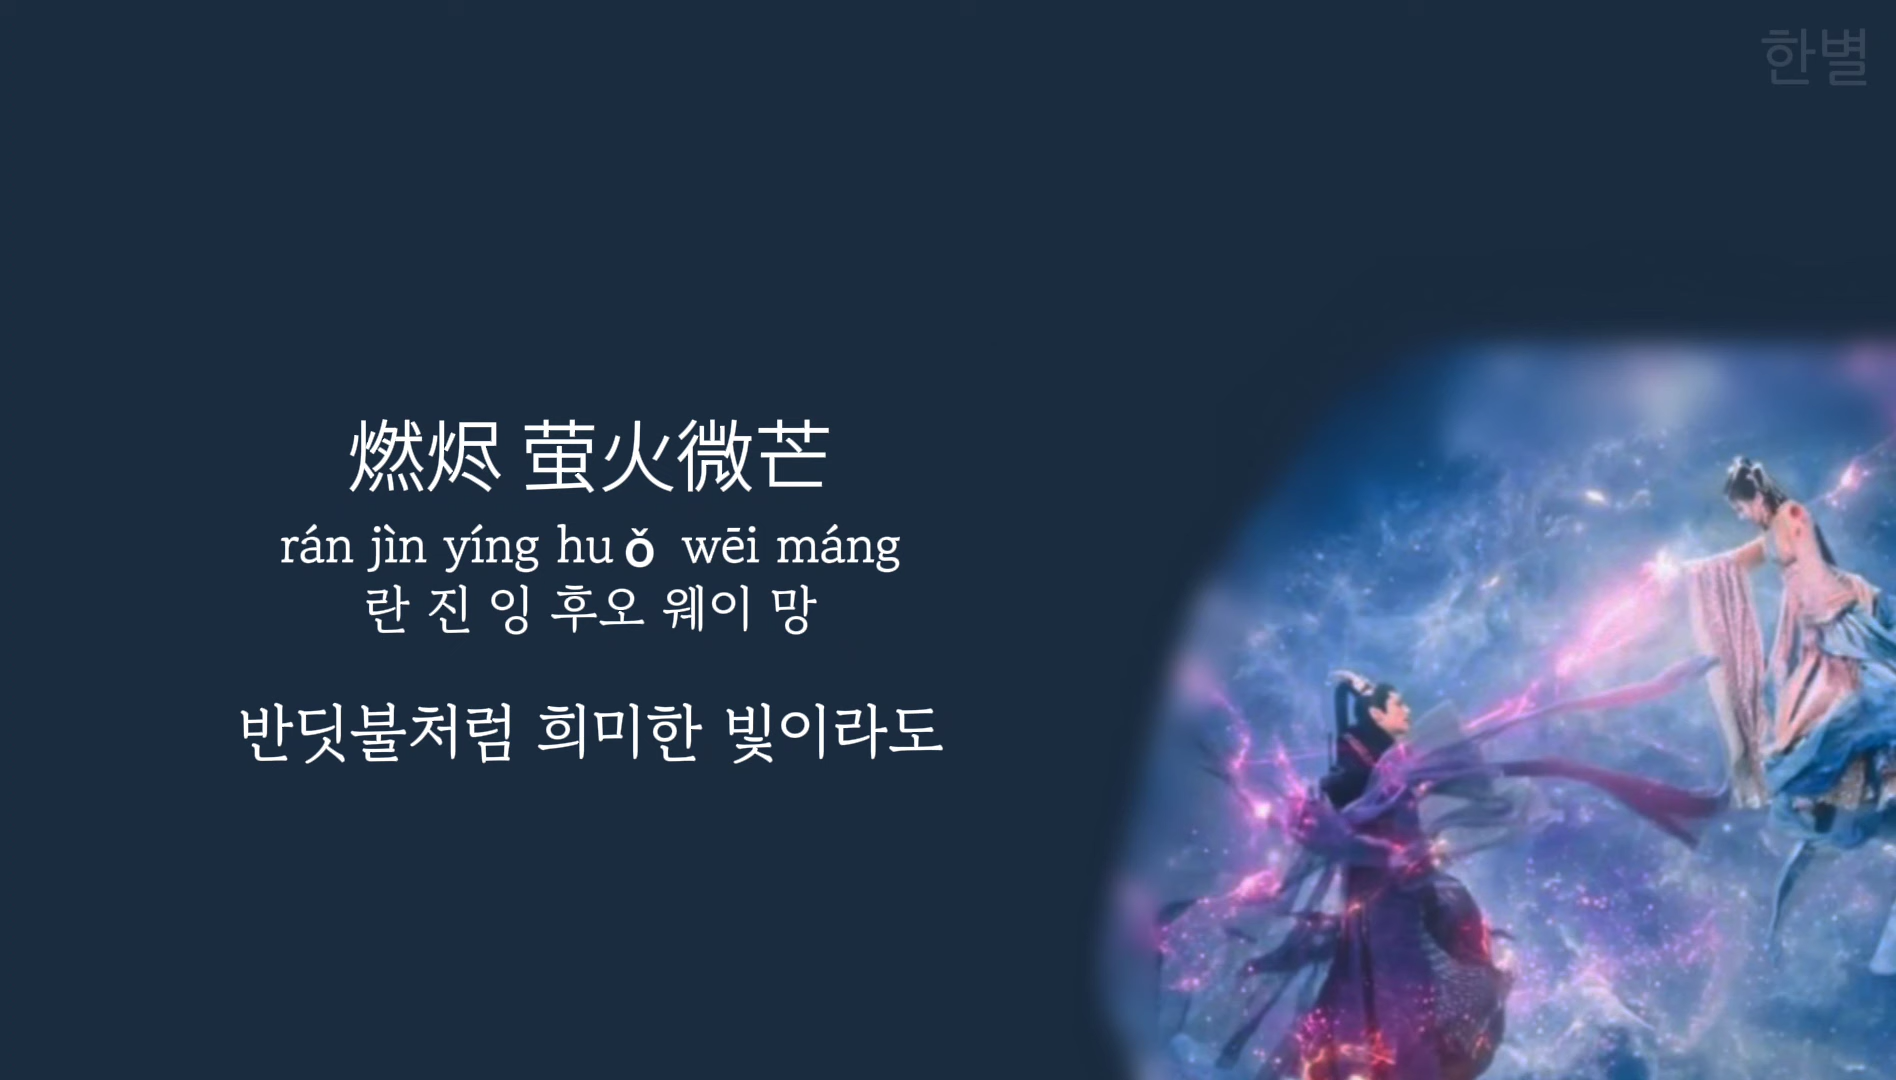 한별
燃烬 萤火微芒
rán jìn yíng huǒ wēi máng
란 진 잉 후오 웨이 망
반딧불처럼 희미한 빛이라도